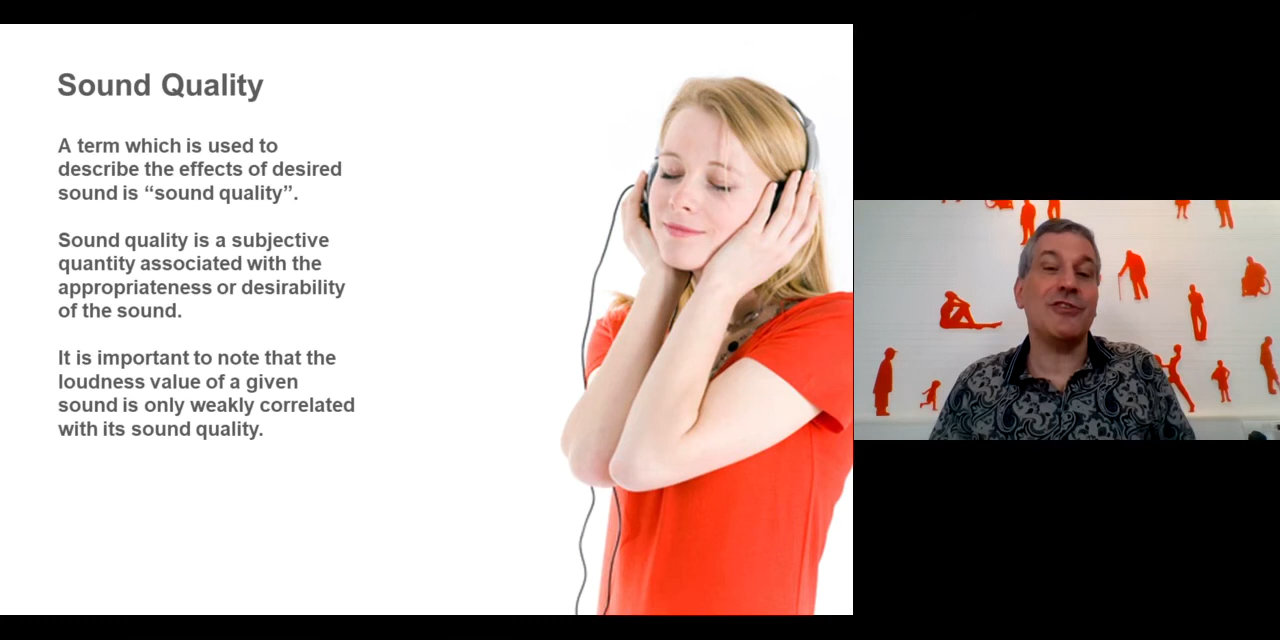 Sound Quality
A term which is used to
describe the effects of desired
sound is “sound quality”.
Sound quality is a subjective
quantity associated with the
appropriateness or desirability
of the sound.
It is important to note that the
loudness value of a given
sound is only weakly correlated
with its sound quality.